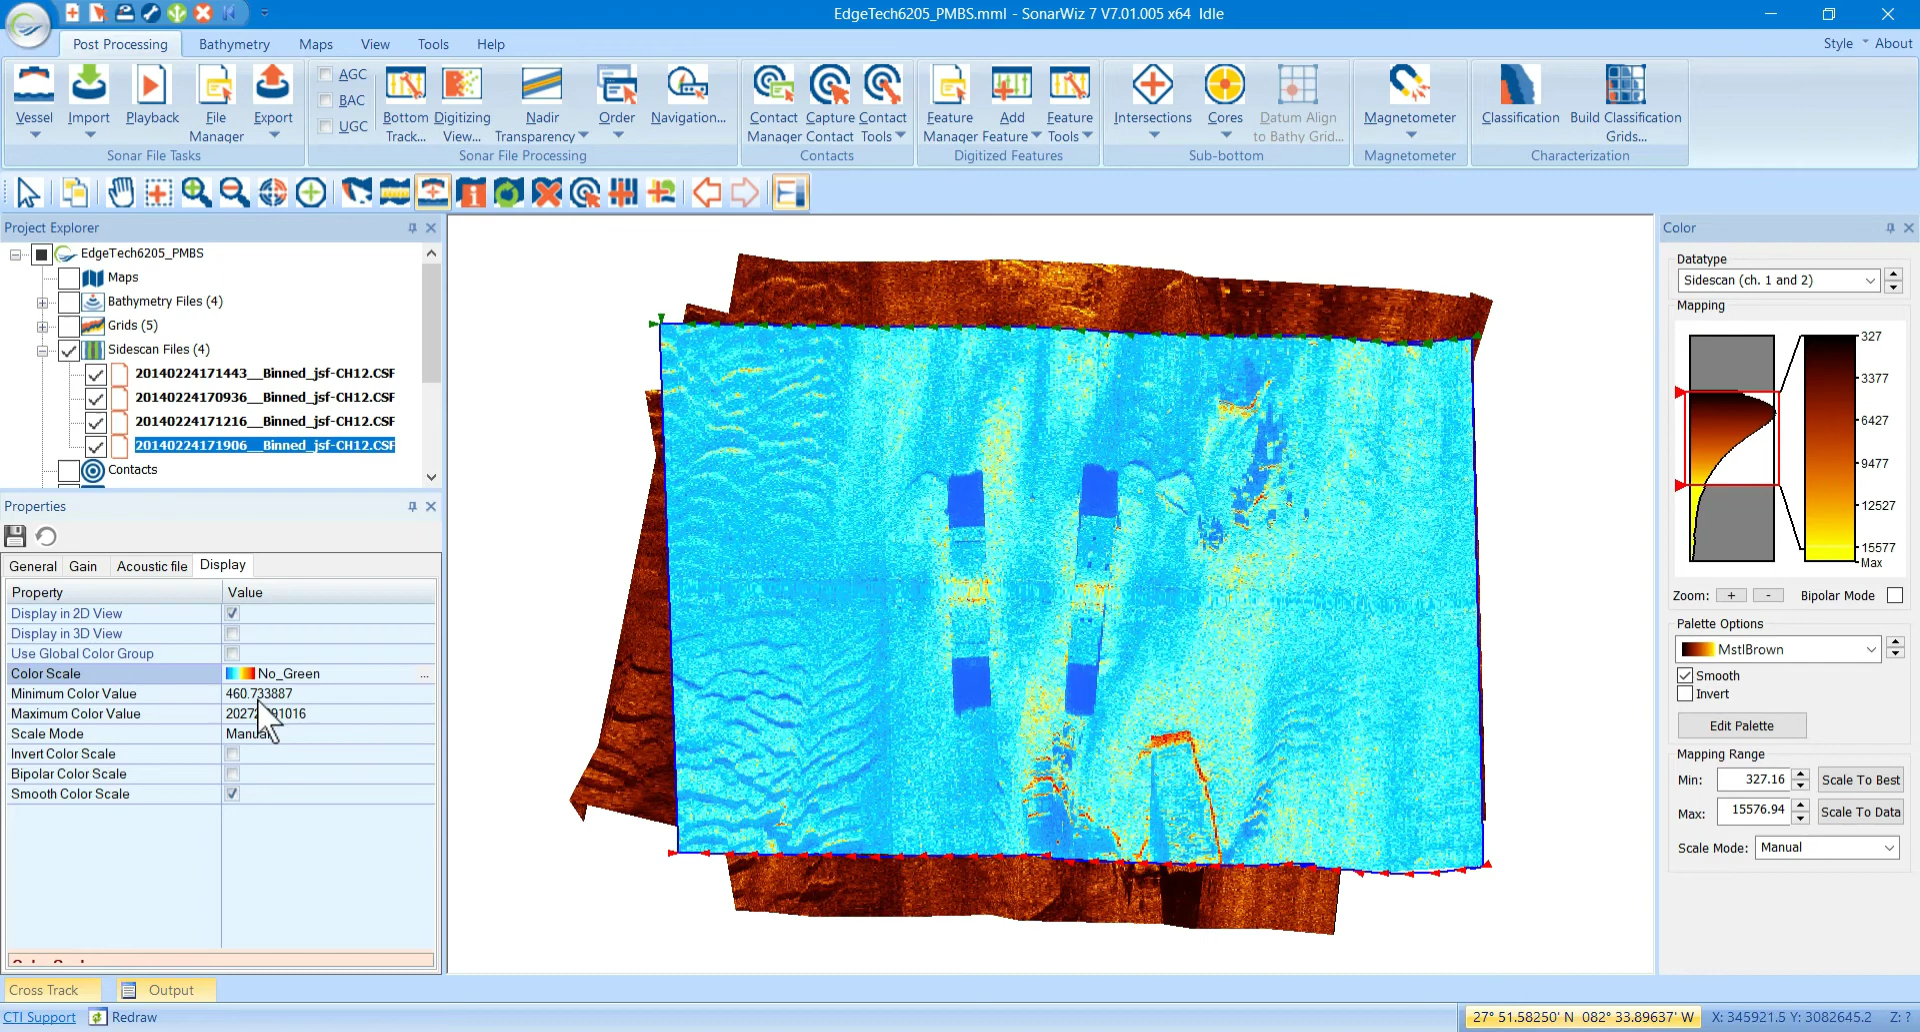 EdgeTech6205_PMBS.mml - SonarWiz 7 V7.01.005 x64 Idle
Post Processing Bathymetry Maps View Tools Help
Style About
Vessel Import Playback File Manager Export
Sonar File Tasks
AGC
BAC
UGC
Bottom Track... Digitizing View... Nadir Transparency Order Navigation...
Sonar File Processing
Contact Manager Capture Contact Contact Tools
Contacts
Feature Manager Add Feature Feature Tools
Digitized Features
Intersections Cores Datum Align to Bathy Grid...
Sub-bottom
Magnetometer
Magnetometer
Classification Build Classification Grids...
Characterization
Project Explorer
EdgeTech6205_PMBS
Maps
Bathymetry Files (4)
Grids (5)
Sidescan Files (4)
20140224171443__Binned_jsf-CH12.CSF
20140224170936__Binned_jsf-CH12.CSF
20140224171216__Binned_jsf-CH12.CSF
20140224171906__Binned_jsf-CH12.CSF
Contacts
Properties
General Gain Acoustic file Display
Property Value
Display in 2D View
Display in 3D View
Use Global Color Group
Color Scale No_Green ...
Minimum Color Value 460.733887
Maximum Color Value
Scale Mode Manual
Invert Color Scale
Bipolar Color Scale
Smooth Color Scale
Cross Track Output
CTI Support Redraw
Color
Datatype
Sidescan (ch. 1 and 2)
Mapping
327
3377
6427
9477
12527
15577
Max
Zoom: + - Bipolar Mode
Palette Options
MstlBrown
Smooth
Invert
Edit Palette
Mapping Range
Min: 327.16 Scale To Best
Max: 15576.94 Scale To Data
Scale Mode: Manual
27° 51.58250' N 082° 33.89637' W X: 345921.5 Y: 3082645.2 Z: ?